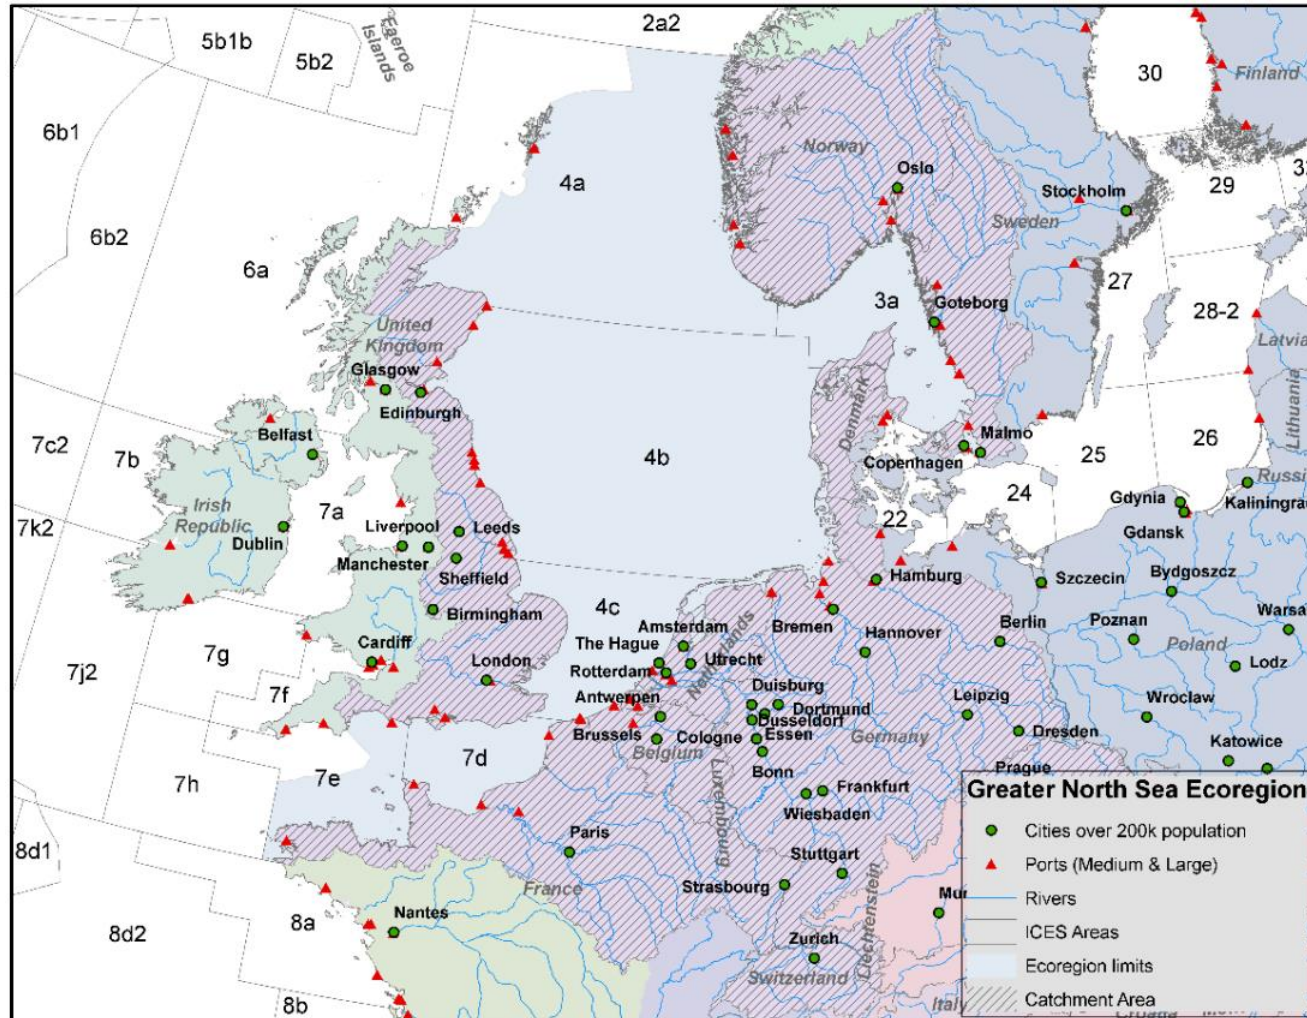 5b1b
5b2
Faeroe
Islands
2a2
30
Finland
6b1
Norway
Oslo
Stockholm
29
4a
Sweden
6b2
6a
27
3a
Goteborg
28-2
Latvia
United
Kingdom
Glasgow
Edinburgh
Denmark
Lithuania
Belfast
7c2
7b
4b
Malmo
Copenhagen
25
26
24
22
Gdynia
Gdansk
Kaliningrad
Irish
Republic
7k2
7a
Dublin
Liverpool
Leeds
Manchester
Sheffield
Hamburg
Szczecin
Bydgoszcz
Birmingham
4c
Amsterdam
Bremen
Hannover
Berlin
Poznan
Poland
Cardiff
The Hague
Utrecht
Netherlands
Lodz
7j2
7g
London
Rotterdam
7f
Antwerpen
Duisburg
Dortmund
Leipzig
Wroclaw
Dusseldorf
Brussels
Cologne
Essen
Germany
Dresden
Belgium
7h
7e
7d
Bonn
Katowice
Prague
Luxembourg
Frankfurt
Wiesbaden
8d1
Paris
Stuttgart
France
Strasbourg
Liechtenstein
8a
8d2
Nantes
Zurich
Switzerland
8b
Greater North Sea Ecoregion
Cities over 200k population
Ports (Medium & Large)
Rivers
ICES Areas
Ecoregion limits
Catchment Area